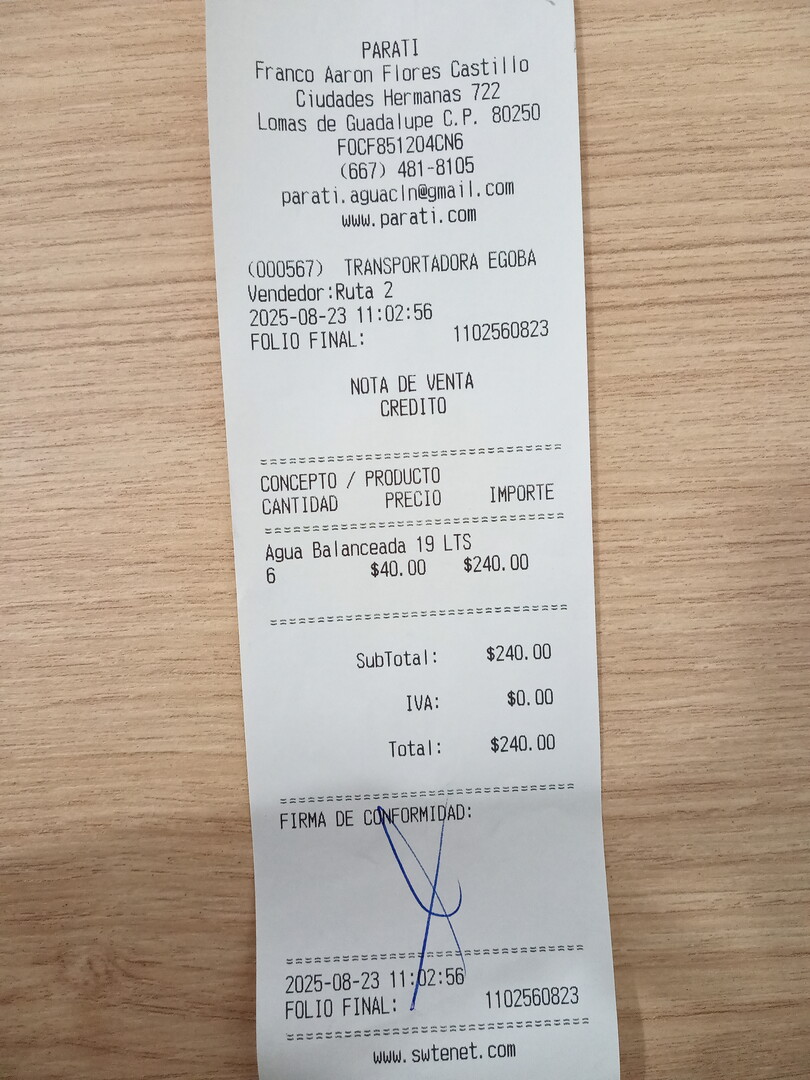 PARATI
Franco Aaron Flores Castillo
Ciudades Hermanas 722
Lomas de Guadalupe C.P. 80250
FOCF851204CN6
(667) 481-8105
parati.aguacln@gmail.com
www.parati.com
(000567) TRANSPORTADORA EGOBA
Vendedor:Ruta 2
2025-08-23 11:02:56
FOLIO FINAL: 1102560823
NOTA DE VENTA
CREDITO
CONCEPTO / PRODUCTO
CANTIDAD PRECIO IMPORTE
Agua Balanceada 19 LTS
6 $40.00 $240.00
SubTotal: $240.00
IVA: $0.00
Total: $240.00
FIRMA DE CONFORMIDAD:
2025-08-23 11:02:56
FOLIO FINAL: 1102560823
www.swtenet.com